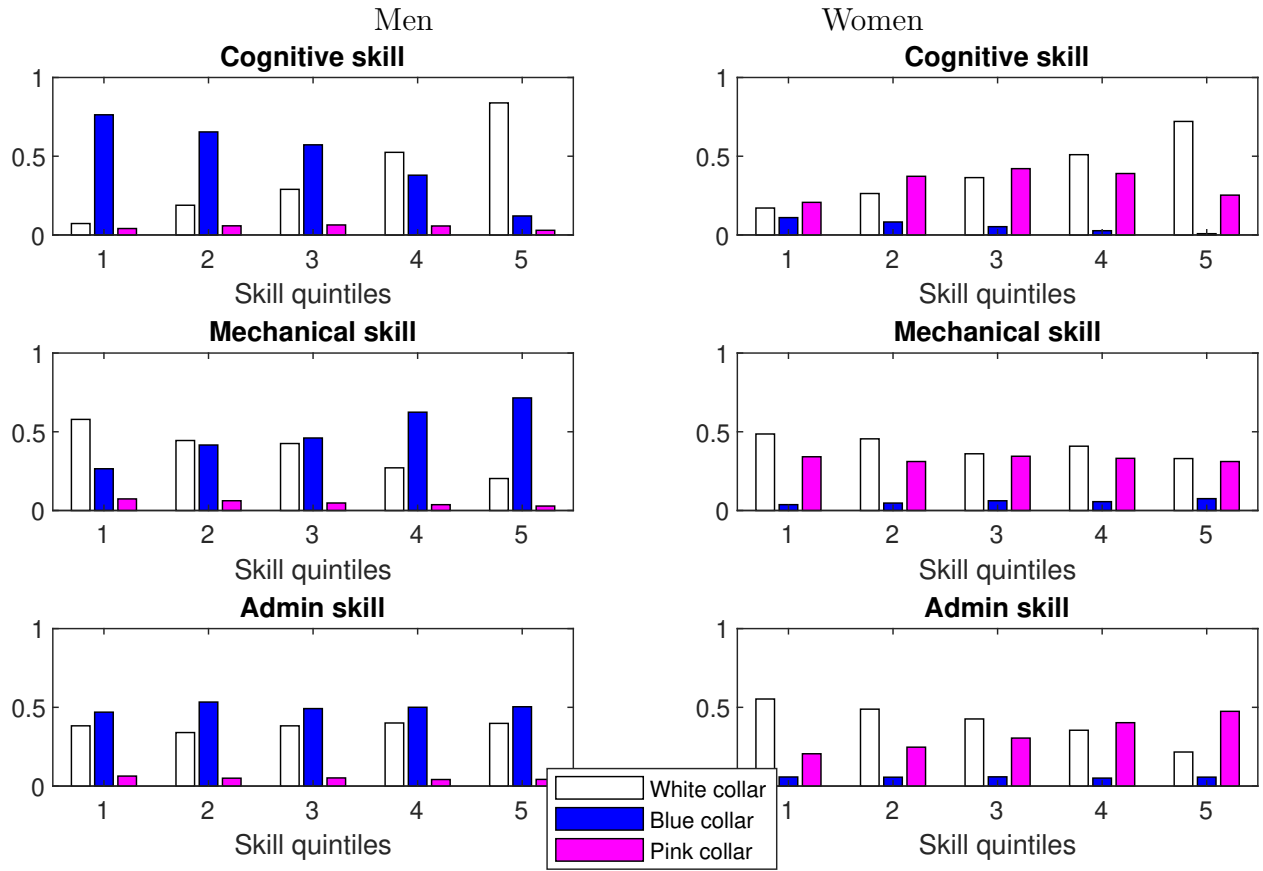 Men
Women
Cognitive skill
Cognitive skill
1
0.5
0
1 2 3 4 5
Skill quintiles
1
0.5
0
1 2 3 4 5
Skill quintiles
Mechanical skill
Mechanical skill
1
0.5
0
1 2 3 4 5
Skill quintiles
1
0.5
0
1 2 3 4 5
Skill quintiles
Admin skill
Admin skill
1
0.5
0
1 2 3 4 5
Skill quintiles
1
0.5
1 2 3 4 5
Skill quintiles
White collar
Blue collar
Pink collar